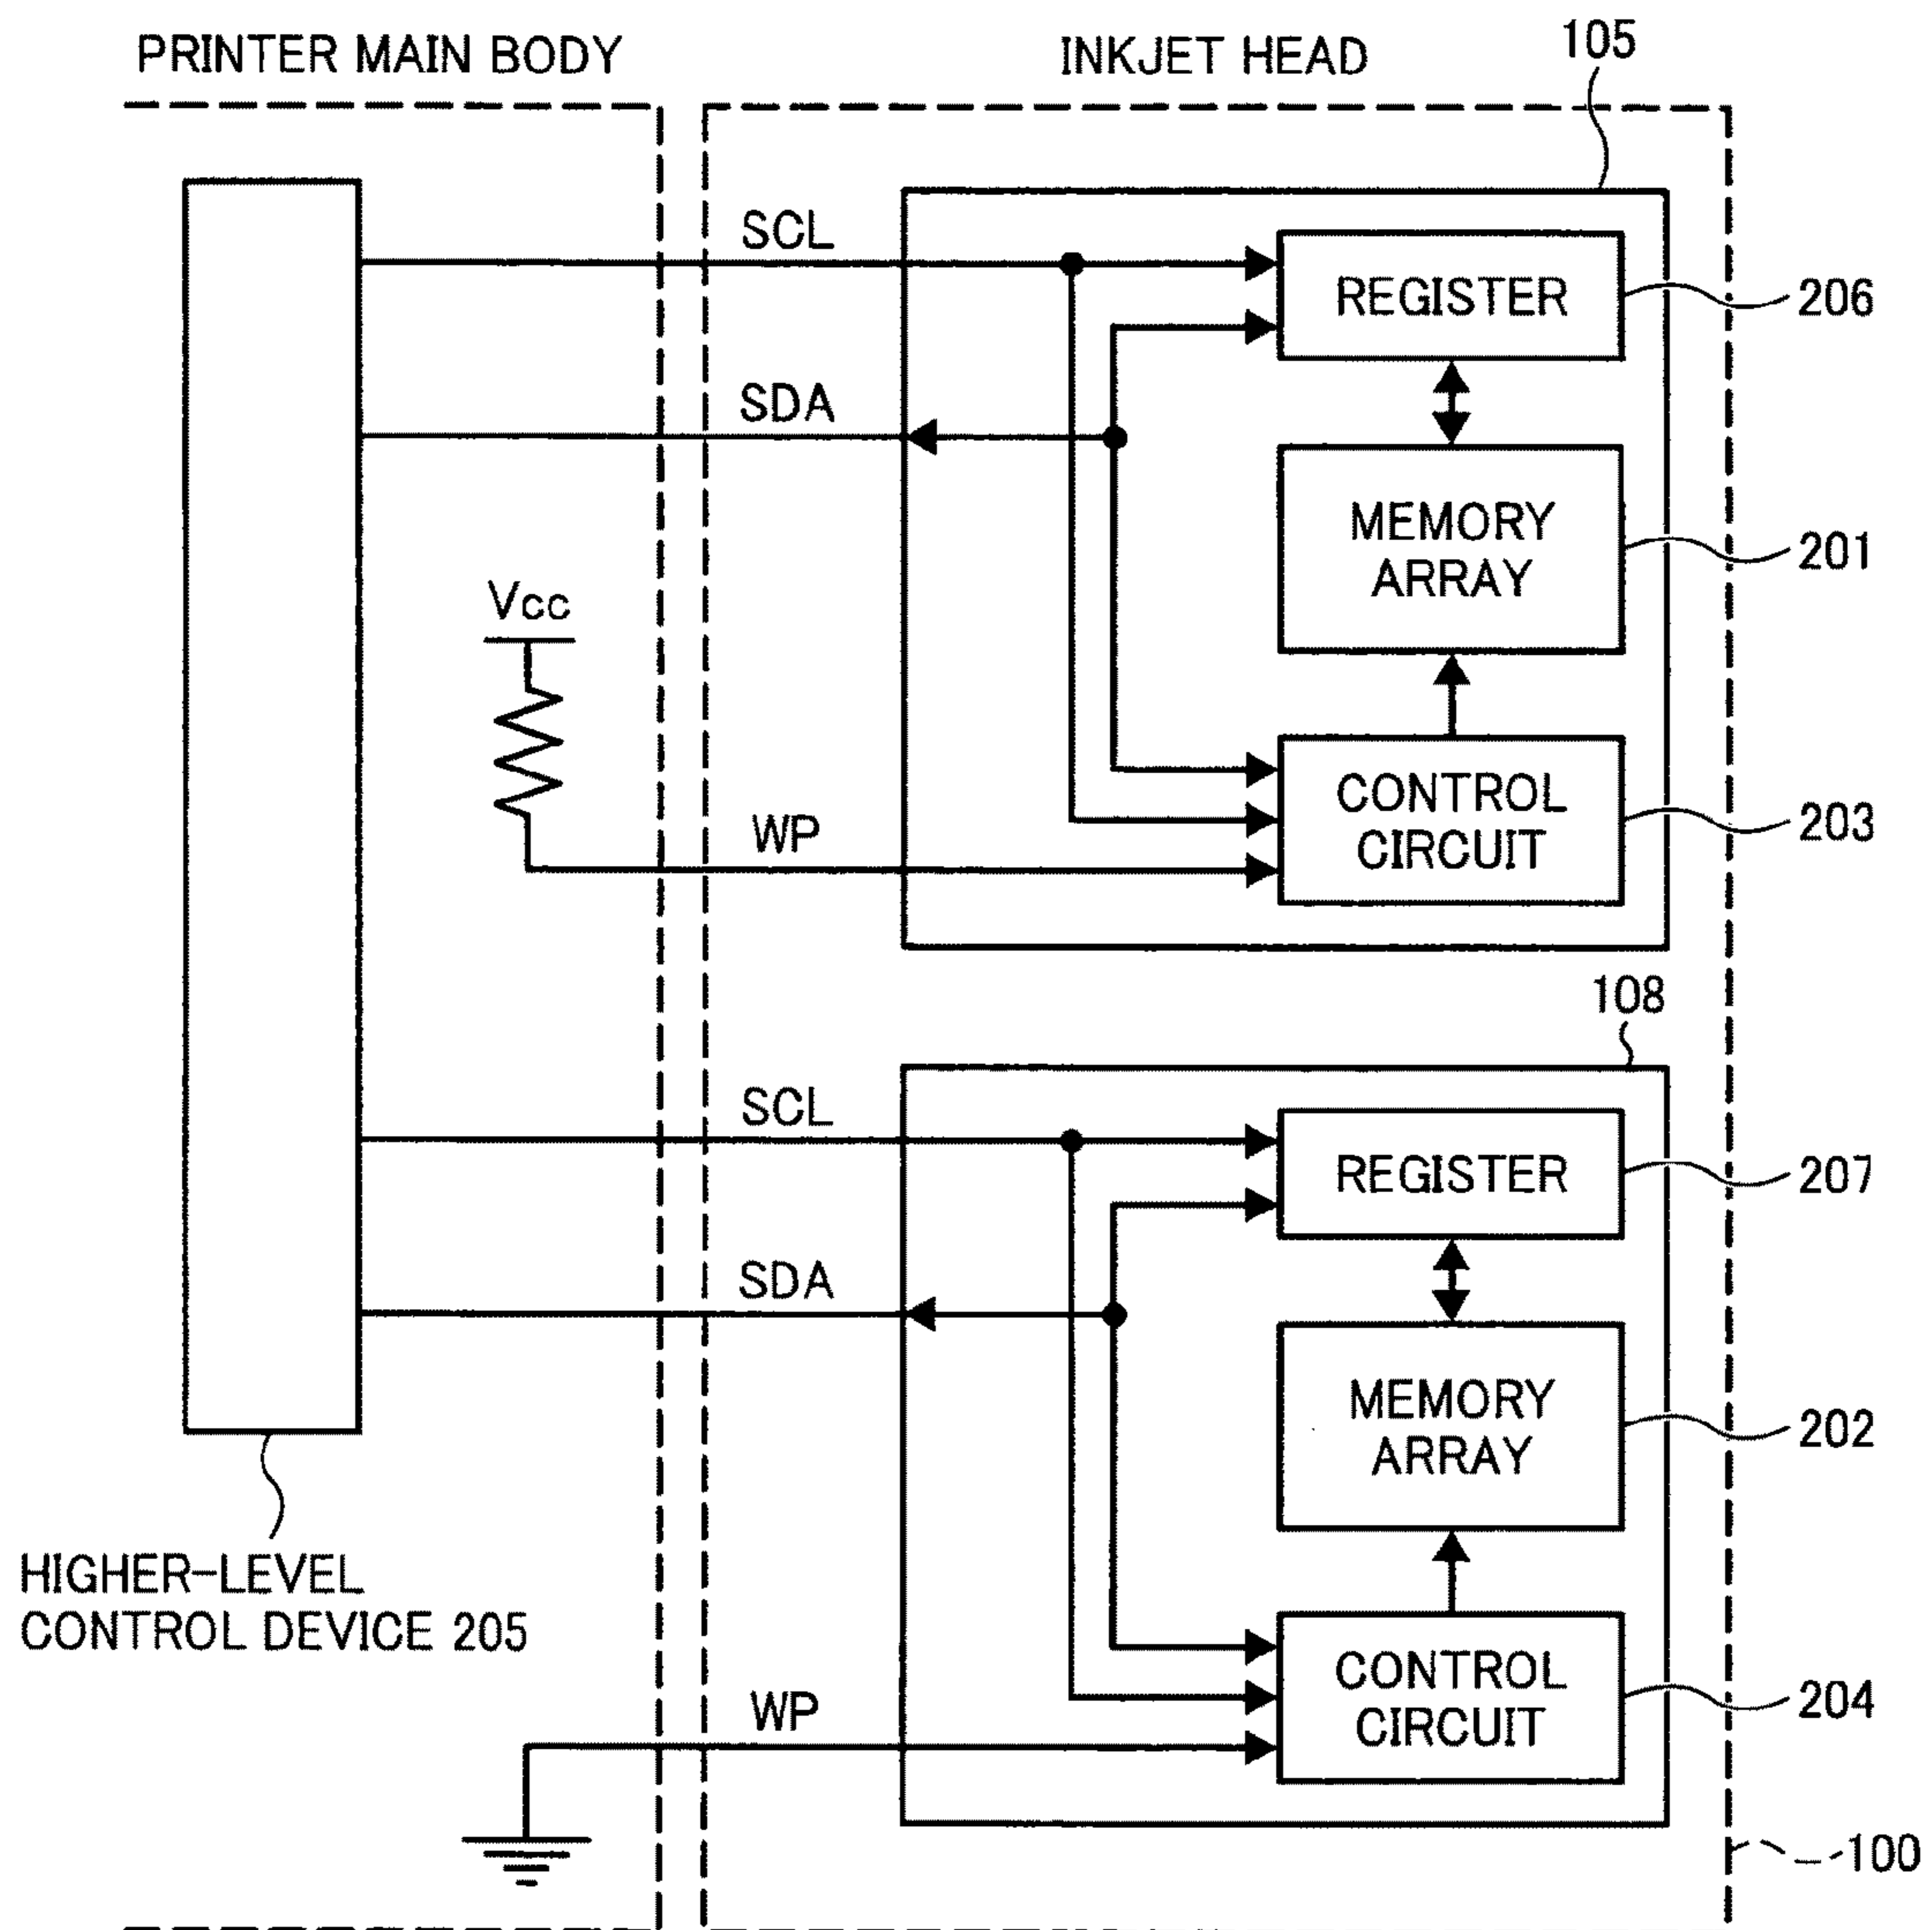 PRINTER MAIN BODY
INKJET HEAD
105
SCL
REGISTER
206
SDA
MEMORY
ARRAY
201
Vcc
CONTROL
CIRCUIT
203
WP
108
SCL
REGISTER
207
SDA
MEMORY
ARRAY
202
HIGHER-LEVEL
CONTROL DEVICE 205
CONTROL
CIRCUIT
204
WP
100